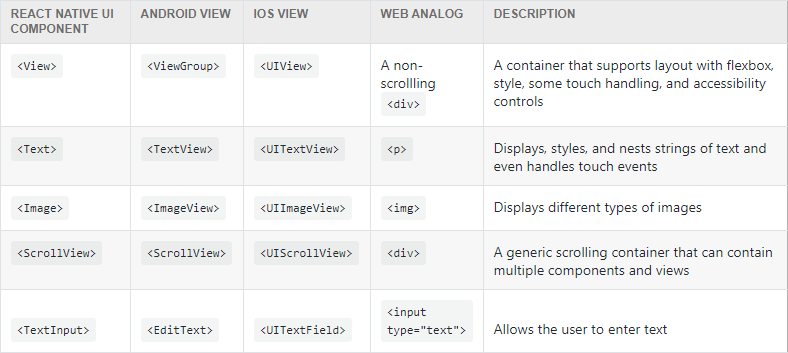 REACT NATIVE UI COMPONENT	ANDROID VIEW	IOS VIEW	WEB ANALOG	DESCRIPTION
<View>	<ViewGroup>	<UIView>	A non-scrollling <div>	A container that supports layout with flexbox, style, some touch handling, and accessibility controls
<Text>	<TextView>	<UITextView>	<p>	Displays, styles, and nests strings of text and even handles touch events
<Image>	<ImageView>	<UIImageView>	<img>	Displays different types of images
<ScrollView>	<ScrollView>	<UIScrollView>	<div>	A generic scrolling container that can contain multiple components and views
<TextInput>	<EditText>	<UITextField>	<input type="text">	Allows the user to enter text